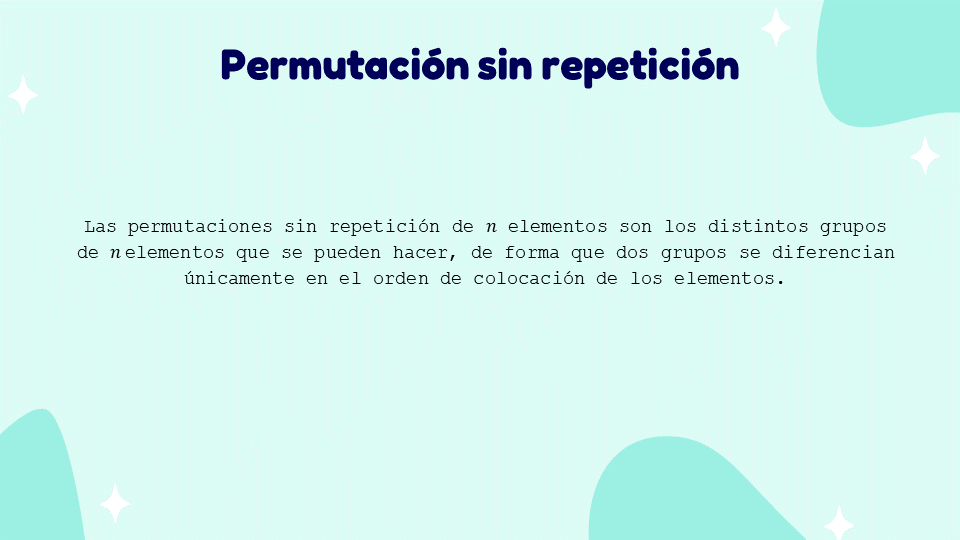 Permutación sin repetición
Las permutaciones sin repetición de n elementos son los distintos grupos
de n elementos que se pueden hacer, de forma que dos grupos se diferencian
únicamente en el orden de colocación de los elementos.